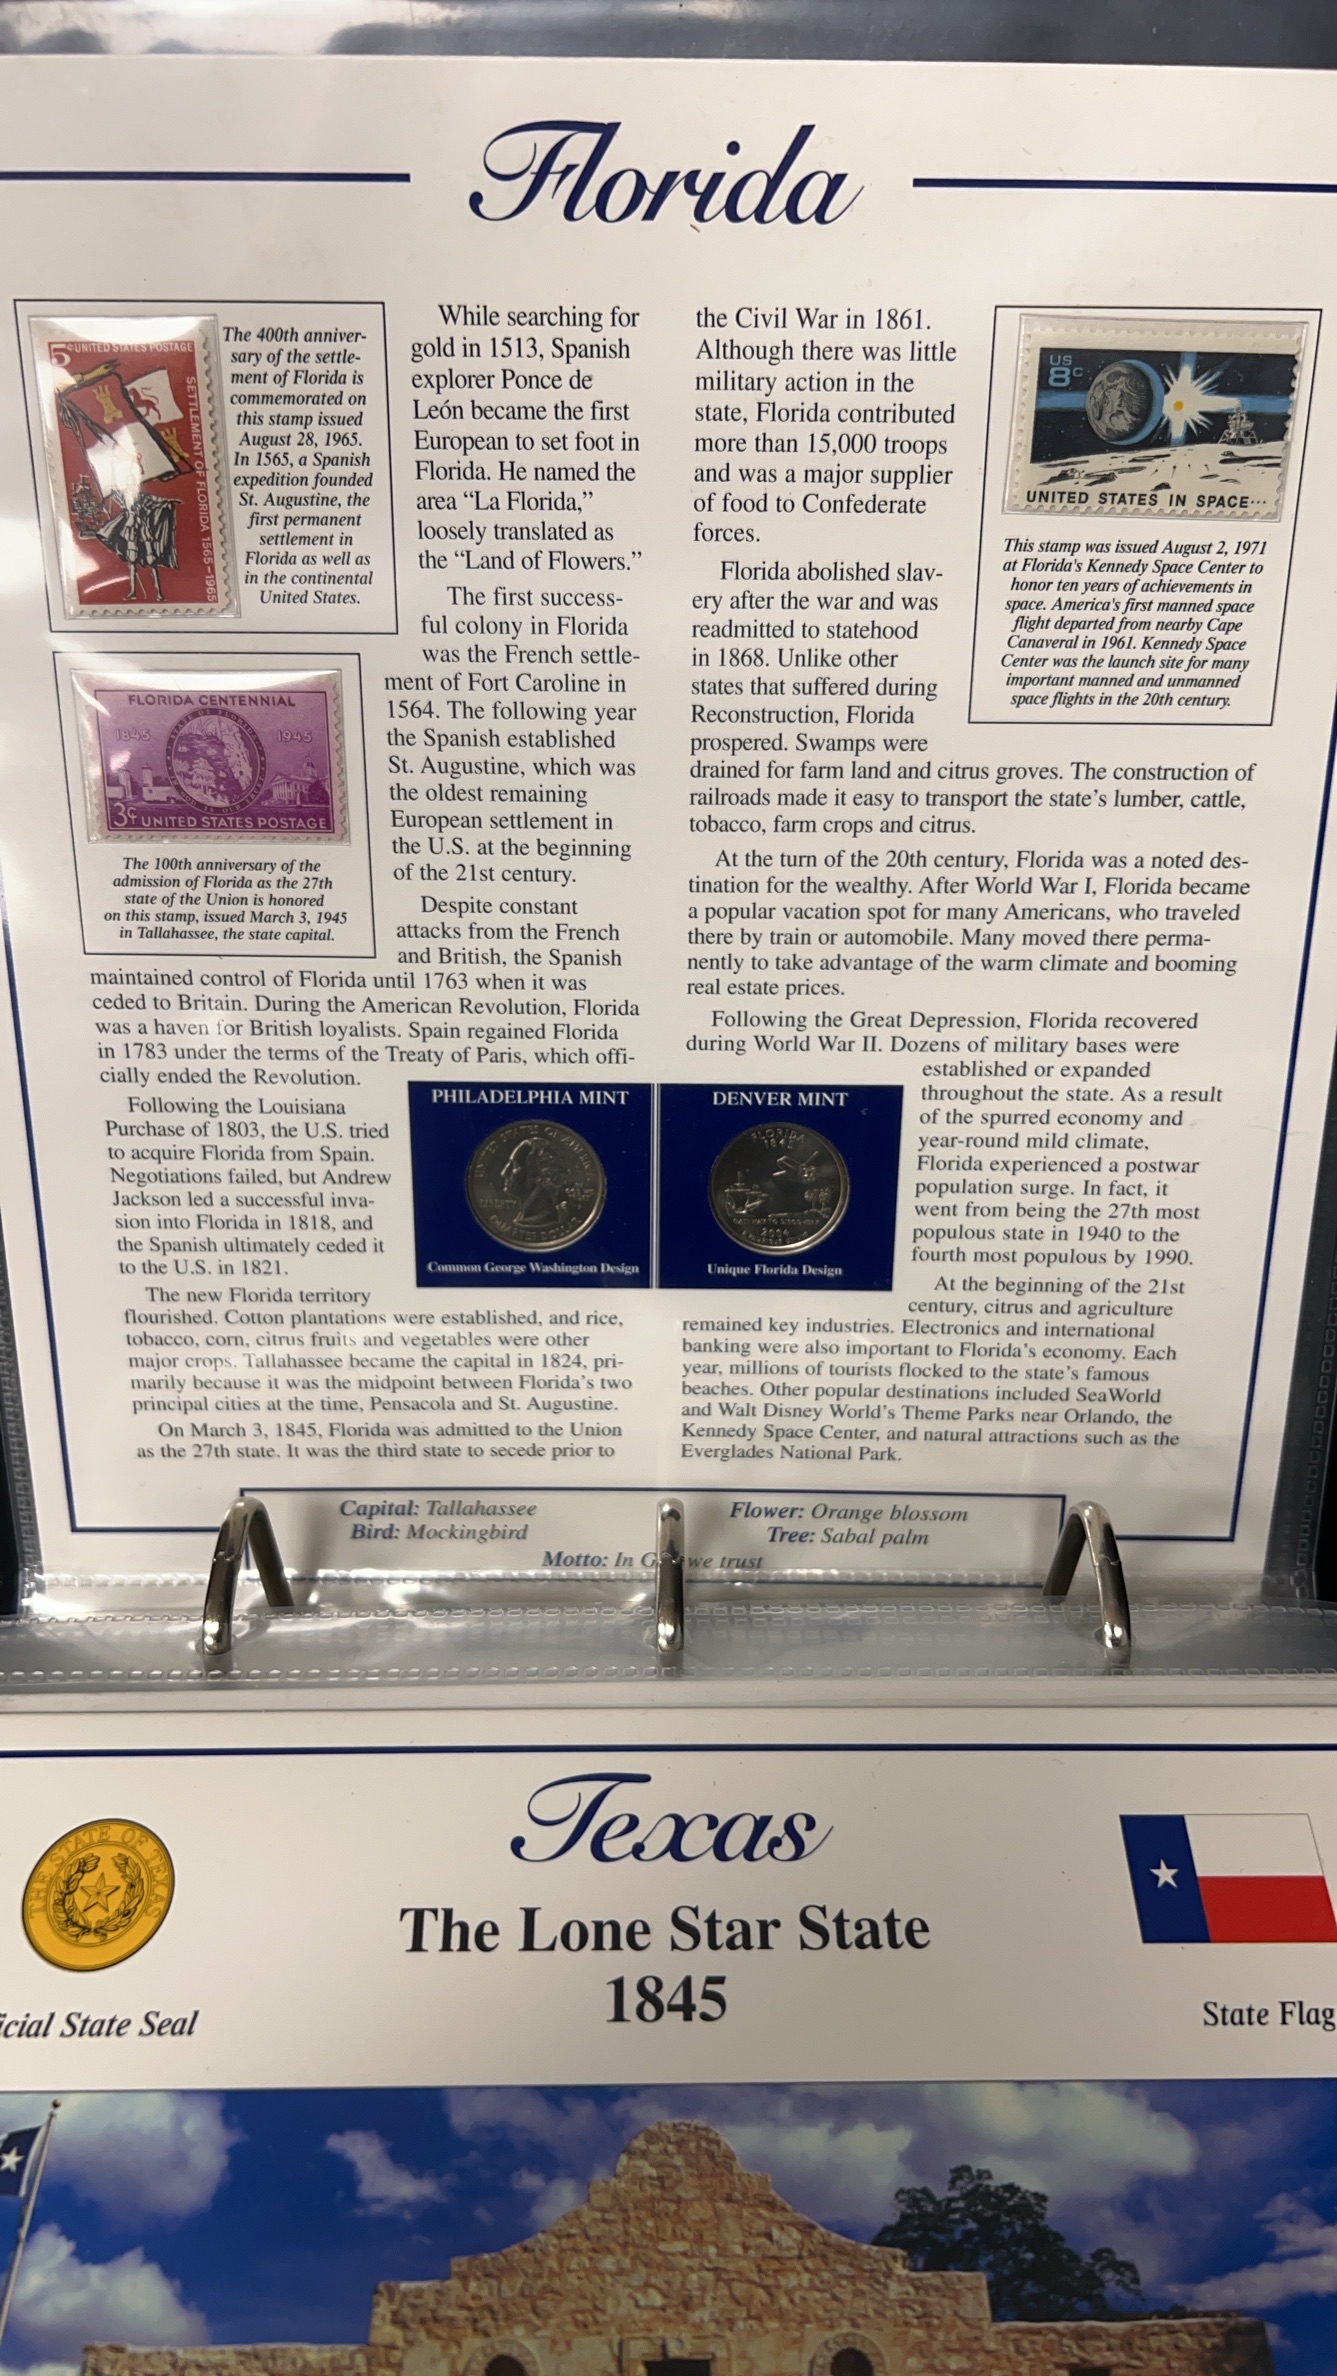 Florida
5¢ UNITED STATES POSTAGE
SETTLEMENT OF FLORIDA 1565-1965
The 400th anniver-
sary of the settle-
ment of Florida is
commemorated on
this stamp issued
August 28, 1965.
In 1565, a Spanish
expedition founded
St. Augustine, the
first permanent
settlement in
Florida as well as
in the continental
United States.
FLORIDA CENTENNIAL
1845 1945
3¢ UNITED STATES POSTAGE
The 100th anniversary of the
admission of Florida as the 27th
state of the Union is honored
on this stamp, issued March 3, 1945
in Tallahassee, the state capital.
While searching for
gold in 1513, Spanish
explorer Ponce de
León became the first
European to set foot in
Florida. He named the
area “La Florida,”
loosely translated as
the “Land of Flowers.”
The first success-
ful colony in Florida
was the French settle-
ment of Fort Caroline in
1564. The following year
the Spanish established
St. Augustine, which was
the oldest remaining
European settlement in
the U.S. at the beginning
of the 21st century.
Despite constant
attacks from the French
and British, the Spanish
maintained control of Florida until 1763 when it was
ceded to Britain. During the American Revolution, Florida
was a haven for British loyalists. Spain regained Florida
in 1783 under the terms of the Treaty of Paris, which offi-
cially ended the Revolution.
Following the Louisiana
Purchase of 1803, the U.S. tried
to acquire Florida from Spain.
Negotiations failed, but Andrew
Jackson led a successful inva-
sion into Florida in 1818, and
the Spanish ultimately ceded it
to the U.S. in 1821.
The new Florida territory
flourished. Cotton plantations were established, and rice,
tobacco, corn, citrus fruits and vegetables were other
major crops. Tallahassee became the capital in 1824, pri-
marily because it was the midpoint between Florida’s two
principal cities at the time, Pensacola and St. Augustine.
On March 3, 1845, Florida was admitted to the Union
as the 27th state. It was the third state to secede prior to
the Civil War in 1861.
Although there was little
military action in the
state, Florida contributed
more than 15,000 troops
and was a major supplier
of food to Confederate
forces.
Florida abolished slav-
ery after the war and was
readmitted to statehood
in 1868. Unlike other
states that suffered during
Reconstruction, Florida
prospered. Swamps were
drained for farm land and citrus groves. The construction of
railroads made it easy to transport the state’s lumber, cattle,
tobacco, farm crops and citrus.
At the turn of the 20th century, Florida was a noted des-
tination for the wealthy. After World War I, Florida became
a popular vacation spot for many Americans, who traveled
there by train or automobile. Many moved there perma-
nently to take advantage of the warm climate and booming
real estate prices.
Following the Great Depression, Florida recovered
during World War II. Dozens of military bases were
established or expanded
throughout the state. As a result
of the spurred economy and
year-round mild climate,
Florida experienced a postwar
population surge. In fact, it
went from being the 27th most
populous state in 1940 to the
fourth most populous by 1990.
At the beginning of the 21st
century, citrus and agriculture
remained key industries. Electronics and international
banking were also important to Florida’s economy. Each
year, millions of tourists flocked to the state’s famous
beaches. Other popular destinations included SeaWorld
and Walt Disney World’s Theme Parks near Orlando, the
Kennedy Space Center, and natural attractions such as the
Everglades National Park.
US
8c
UNITED STATES IN SPACE...
This stamp was issued August 2, 1971
at Florida's Kennedy Space Center to
honor ten years of achievements in
space. America's first manned space
flight departed from nearby Cape
Canaveral in 1961. Kennedy Space
Center was the launch site for many
important manned and unmanned
space flights in the 20th century.
PHILADELPHIA MINT
UNITED STATES OF AMERICA
LIBERTY
QUARTER DOLLAR
Common George Washington Design
DENVER MINT
FLORIDA
1845
GATEWAY TO DISCOVERY
2004
Unique Florida Design
Capital: Tallahassee
Bird: Mockingbird
Flower: Orange blossom
Tree: Sabal palm
Motto: In G we trust
Texas
The Lone Star State
1845
THE STATE OF TEXAS
icial State Seal
State Flag